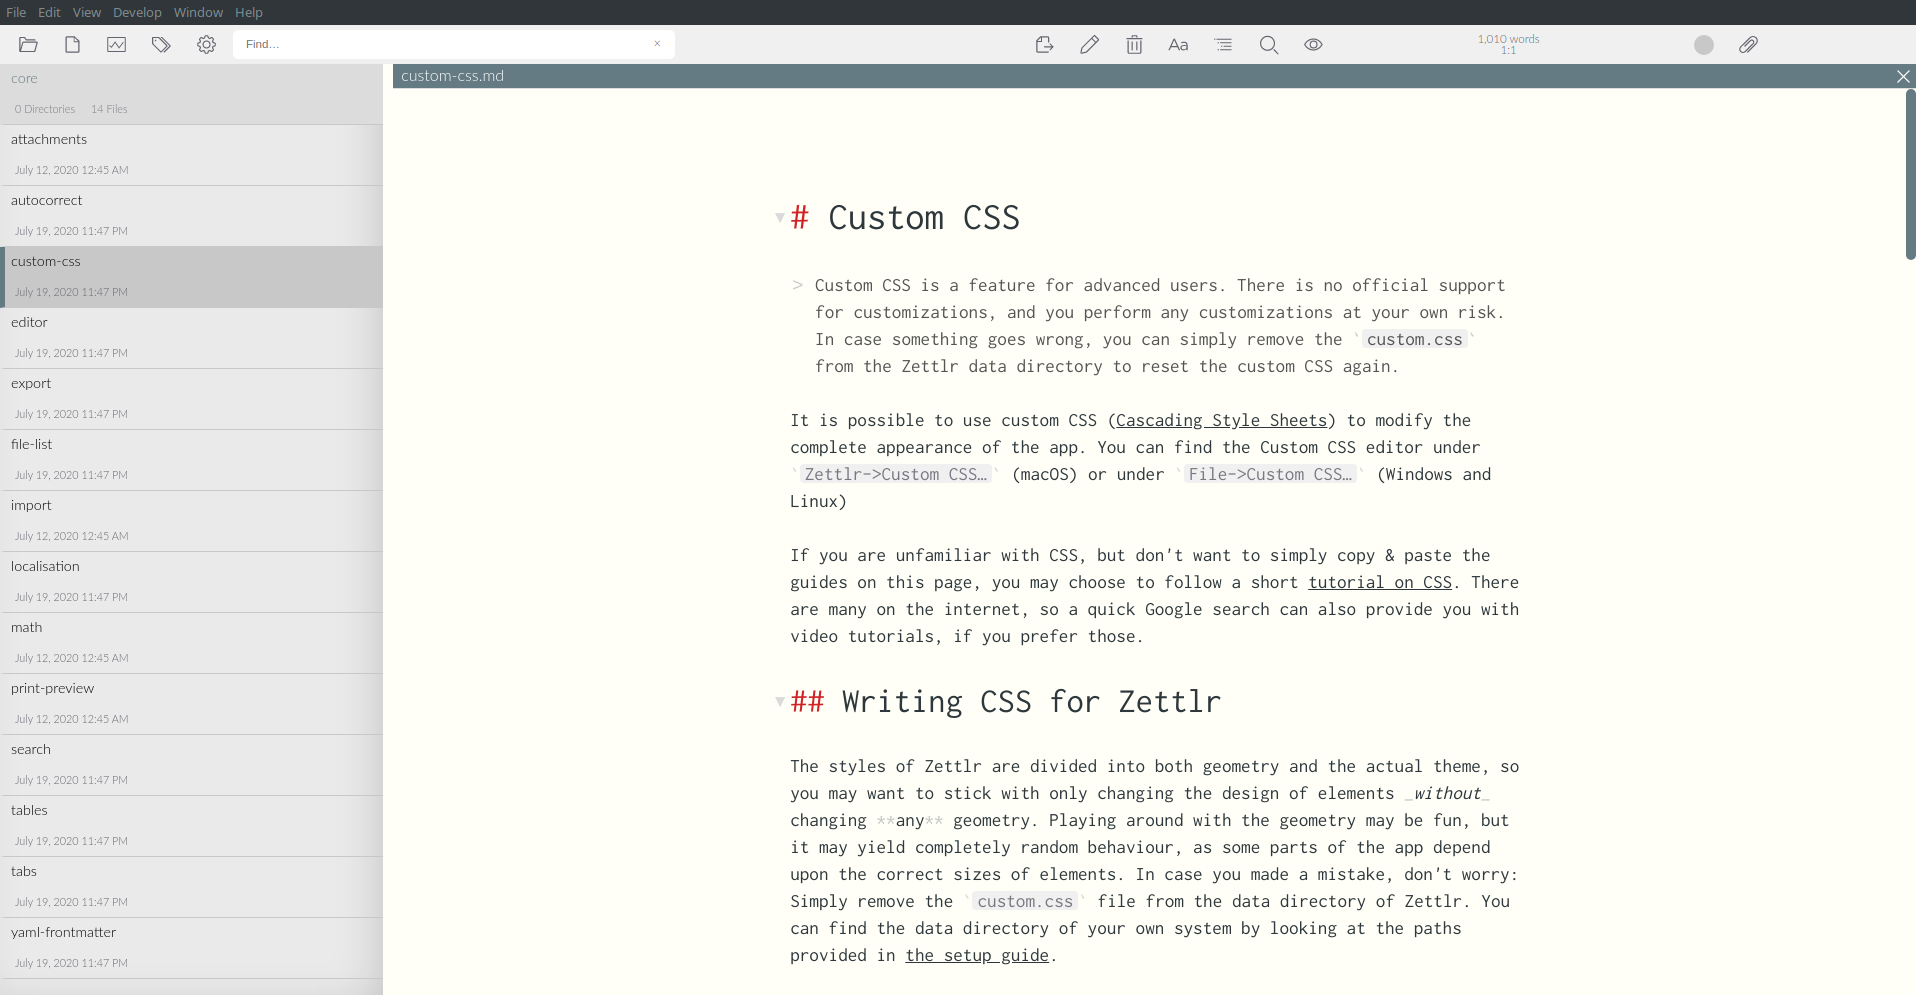 File Edit View Develop Window Help
Find…
×
Aa
1,010 words
1:1
core
0 Directories 14 Files
attachments
July 12, 2020 12:45 AM
autocorrect
July 19, 2020 11:47 PM
custom-css
July 19, 2020 11:47 PM
editor
July 19, 2020 11:47 PM
export
July 19, 2020 11:47 PM
file-list
July 19, 2020 11:47 PM
import
July 12, 2020 12:45 AM
localisation
July 19, 2020 11:47 PM
math
July 12, 2020 12:45 AM
print-preview
July 12, 2020 12:45 AM
search
July 19, 2020 11:47 PM
tables
July 19, 2020 11:47 PM
tabs
July 19, 2020 11:47 PM
yaml-frontmatter
July 19, 2020 11:47 PM
custom-css.md
# Custom CSS
> Custom CSS is a feature for advanced users. There is no official support
for customizations, and you perform any customizations at your own risk.
In case something goes wrong, you can simply remove the `custom.css`
from the Zettlr data directory to reset the custom CSS again.
It is possible to use custom CSS (Cascading Style Sheets) to modify the
complete appearance of the app. You can find the Custom CSS editor under
`Zettlr->Custom CSS…` (macOS) or under `File->Custom CSS…` (Windows and
Linux)
If you are unfamiliar with CSS, but don't want to simply copy & paste the
guides on this page, you may choose to follow a short tutorial on CSS. There
are many on the internet, so a quick Google search can also provide you with
video tutorials, if you prefer those.
## Writing CSS for Zettlr
The styles of Zettlr are divided into both geometry and the actual theme, so
you may want to stick with only changing the design of elements _without_
changing **any** geometry. Playing around with the geometry may be fun, but
it may yield completely random behaviour, as some parts of the app depend
upon the correct sizes of elements. In case you made a mistake, don't worry:
Simply remove the `custom.css` file from the data directory of Zettlr. You
can find the data directory of your own system by looking at the paths
provided in the setup guide.